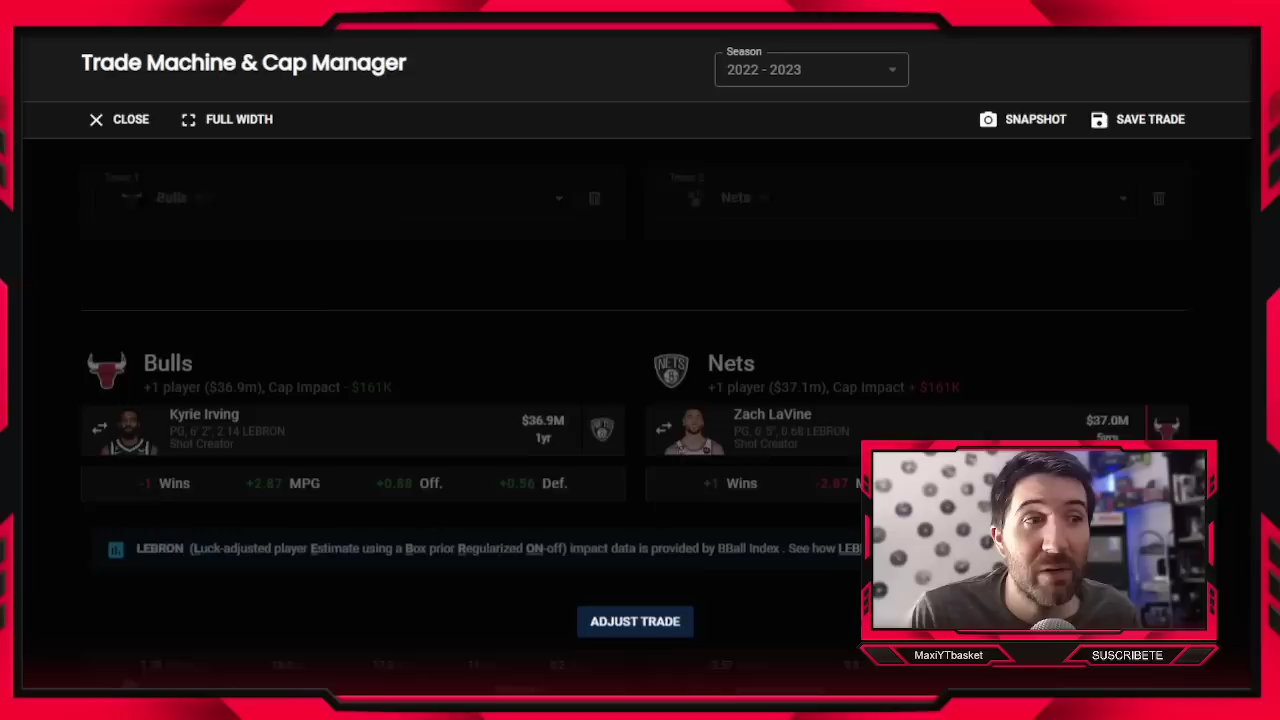 Trade Machine & Cap Manager
Season
2022 - 2023
CLOSE
FULL WIDTH
SNAPSHOT
SAVE TRADE
Team 1
Bulls
Nets
Bulls
+1 player ($36.9m), Cap Impact - $161K
Kyrie Irving
PG, 6' 2", 2.14 LEBRON
Shot Creator
$36.9M
1yr
-1 Wins
+2.87 MPG
+0.88 Off.
+0.56 Def.
Nets
+1 player ($37.1m), Cap Impact + $161K
Zach LaVine
PG, 6' 5", 0.68 LEBRON
Shot Creator
$37.0M
+1 Wins
-2.87
LEBRON (Luck-adjusted player Estimate using a Box prior Regularized ON-off) impact data is provided by BBall Index . See how
ADJUST TRADE
MaxiYTbasket
SUSCRIBETE